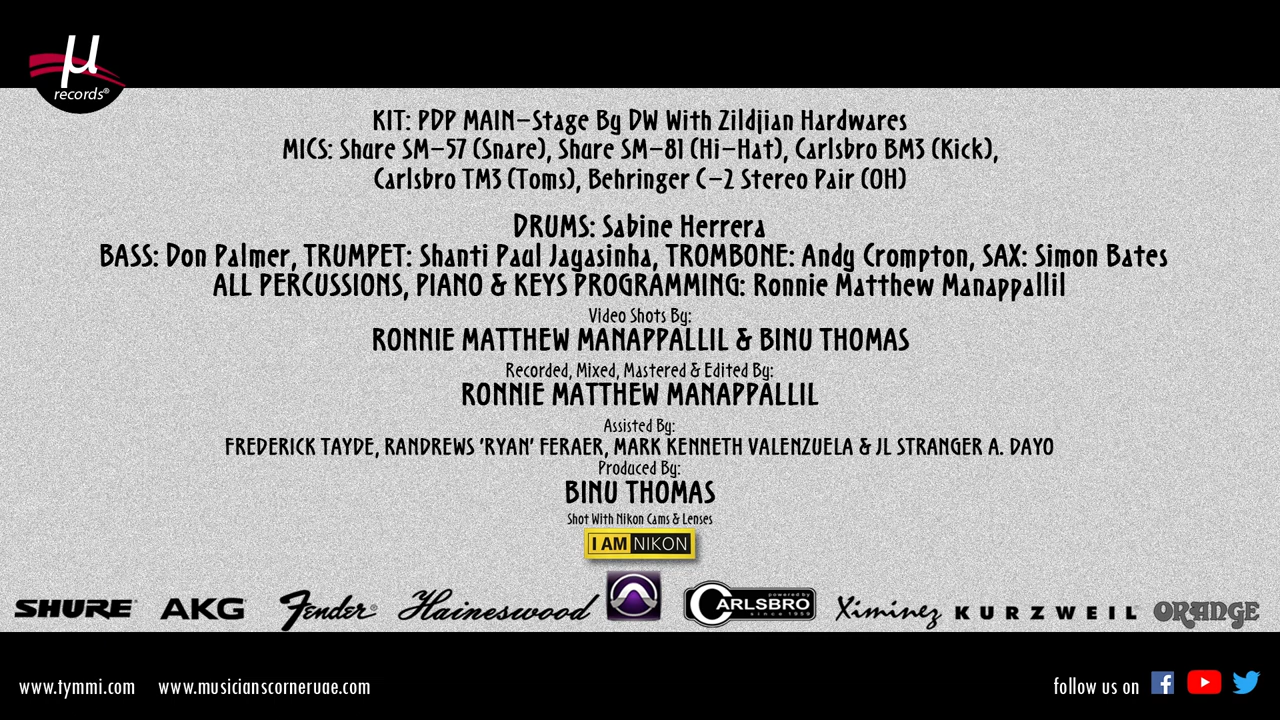 µ
records®
KIT: PDP MAIN-Stage By DW With Zildjian Hardwares
MICS: Shure SM-57 (Snare), Shure SM-81 (Hi-Hat), Carlsbro BM3 (Kick),
Carlsbro TM3 (Toms), Behringer C-2 Stereo Pair (OH)
DRUMS: Sabine Herrera
BASS: Don Palmer, TRUMPET: Shanti Paul Jayasinha, TROMBONE: Andy Crompton, SAX: Simon Bates
ALL PERCUSSIONS, PIANO & KEYS PROGRAMMING: Ronnie Matthew Manappallil
Video Shots By:
RONNIE MATTHEW MANAPPALLIL & BINU THOMAS
Recorded, Mixed, Mastered & Edited By:
RONNIE MATTHEW MANAPPALLIL
Assisted By:
FREDERICK TAYDE, RANDREWS 'RYAN' FERAER, MARK KENNETH VALENZUELA & JL STRANGER A. DAYO
Produced By:
BINU THOMAS
Shot With Nikon Cams & Lenses
I AM NIKON
SHURE AKG Fender® Haineswood powered by CARLSBRO since 1959 Ximinez KURZWEIL ORANGE
www.tymmi.com www.musicianscorneruae.com follow us on